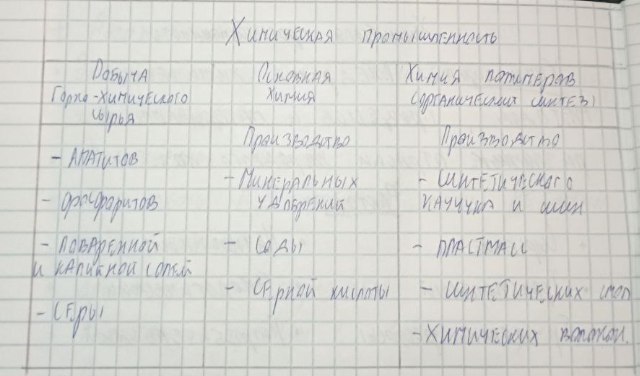 Химическая промышленность
Добыча
Горно-химического
сырья
Основная
химия
Химия полимеров
(органический синтез)
- Апатитов
- Фосфоритов
- Поваренной
и калийной солей
- Серы
Производство
- Минеральных
удобрений
- Соды
- Серной кислоты
Производство
- Синтетического
каучука и шин
- Пластмасс
- Синтетических смол
- Химических волокон.